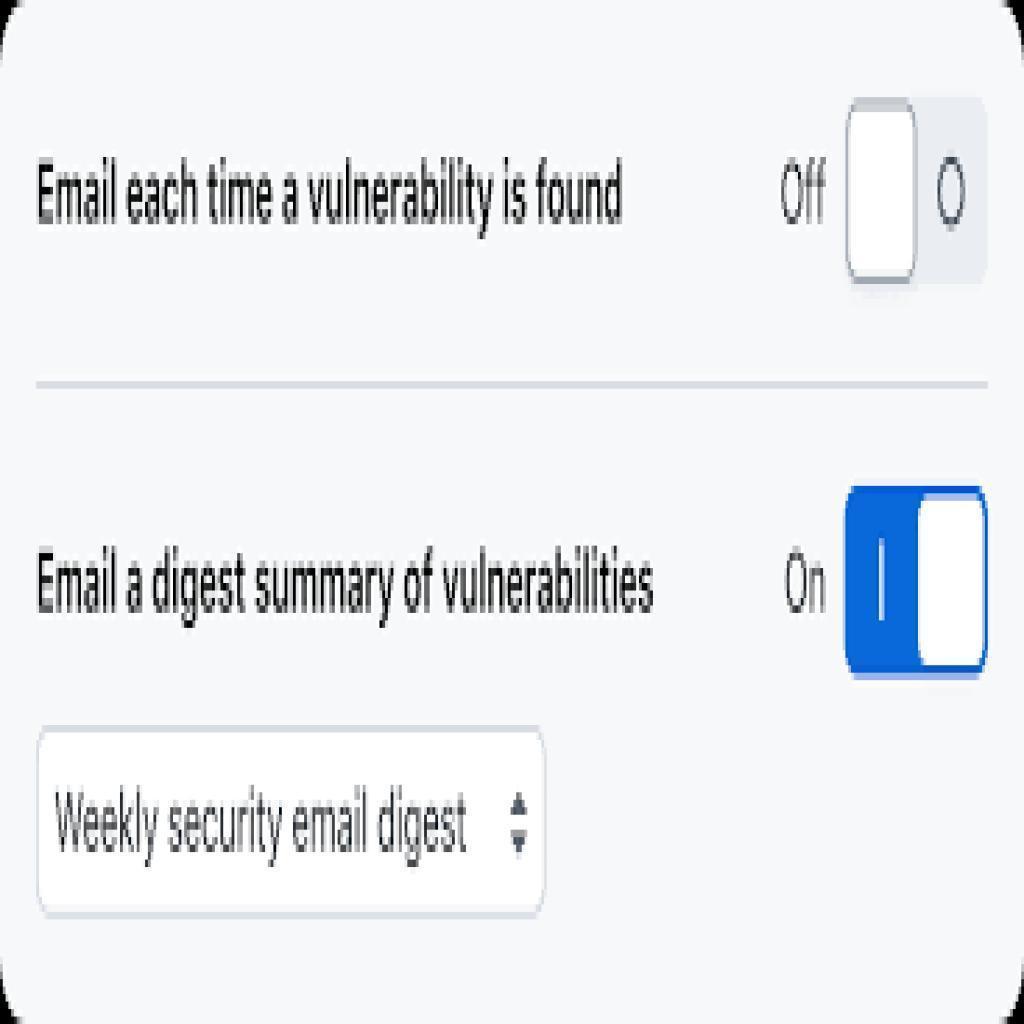 Email each time a vulnerability is found Off
Email a digest summary of vulnerabilities On
Weekly security email digest